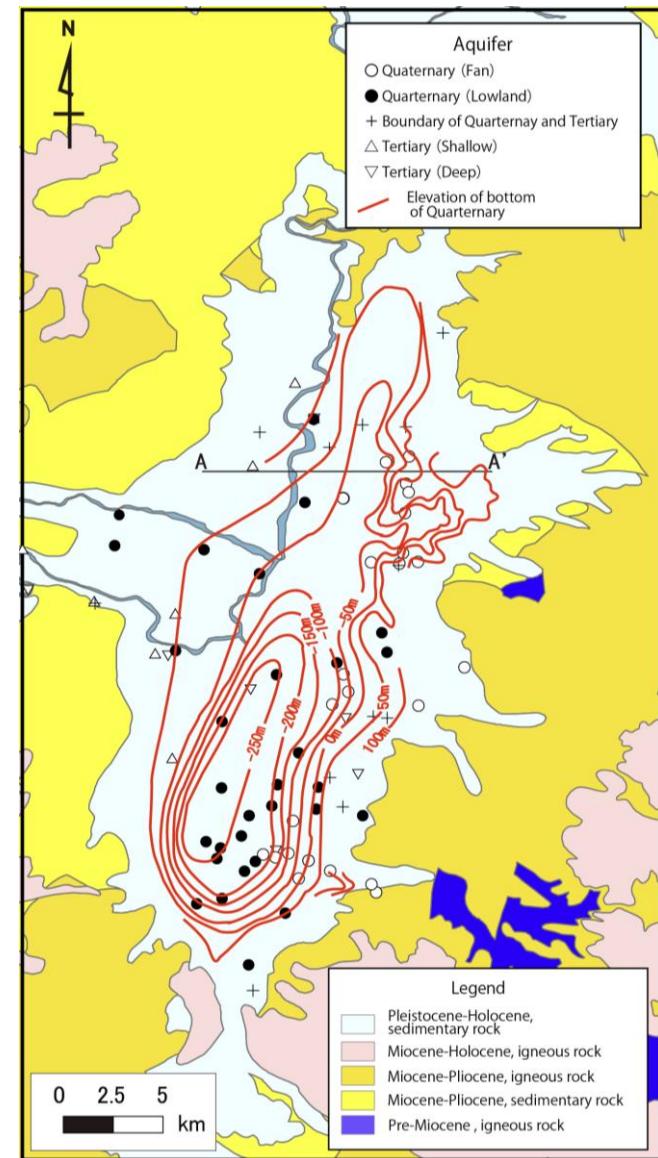 N
Aquifer
Quaternary (Fan)
Quarternary (Lowland)
Boundary of Quarternay and Tertiary
Tertiary (Shallow)
Tertiary (Deep)
Elevation of bottom
of Quarternary
A A'
-50m
-100m
-150m
-200m
-250m
0m
50m
100m
Legend
Pleistocene-Holocene,
sedimentary rock
Miocene-Holocene, igneous rock
Miocene-Pliocene, igneous rock
Miocene-Pliocene, sedimentary rock
Pre-Miocene , igneous rock
0 2.5 5
km